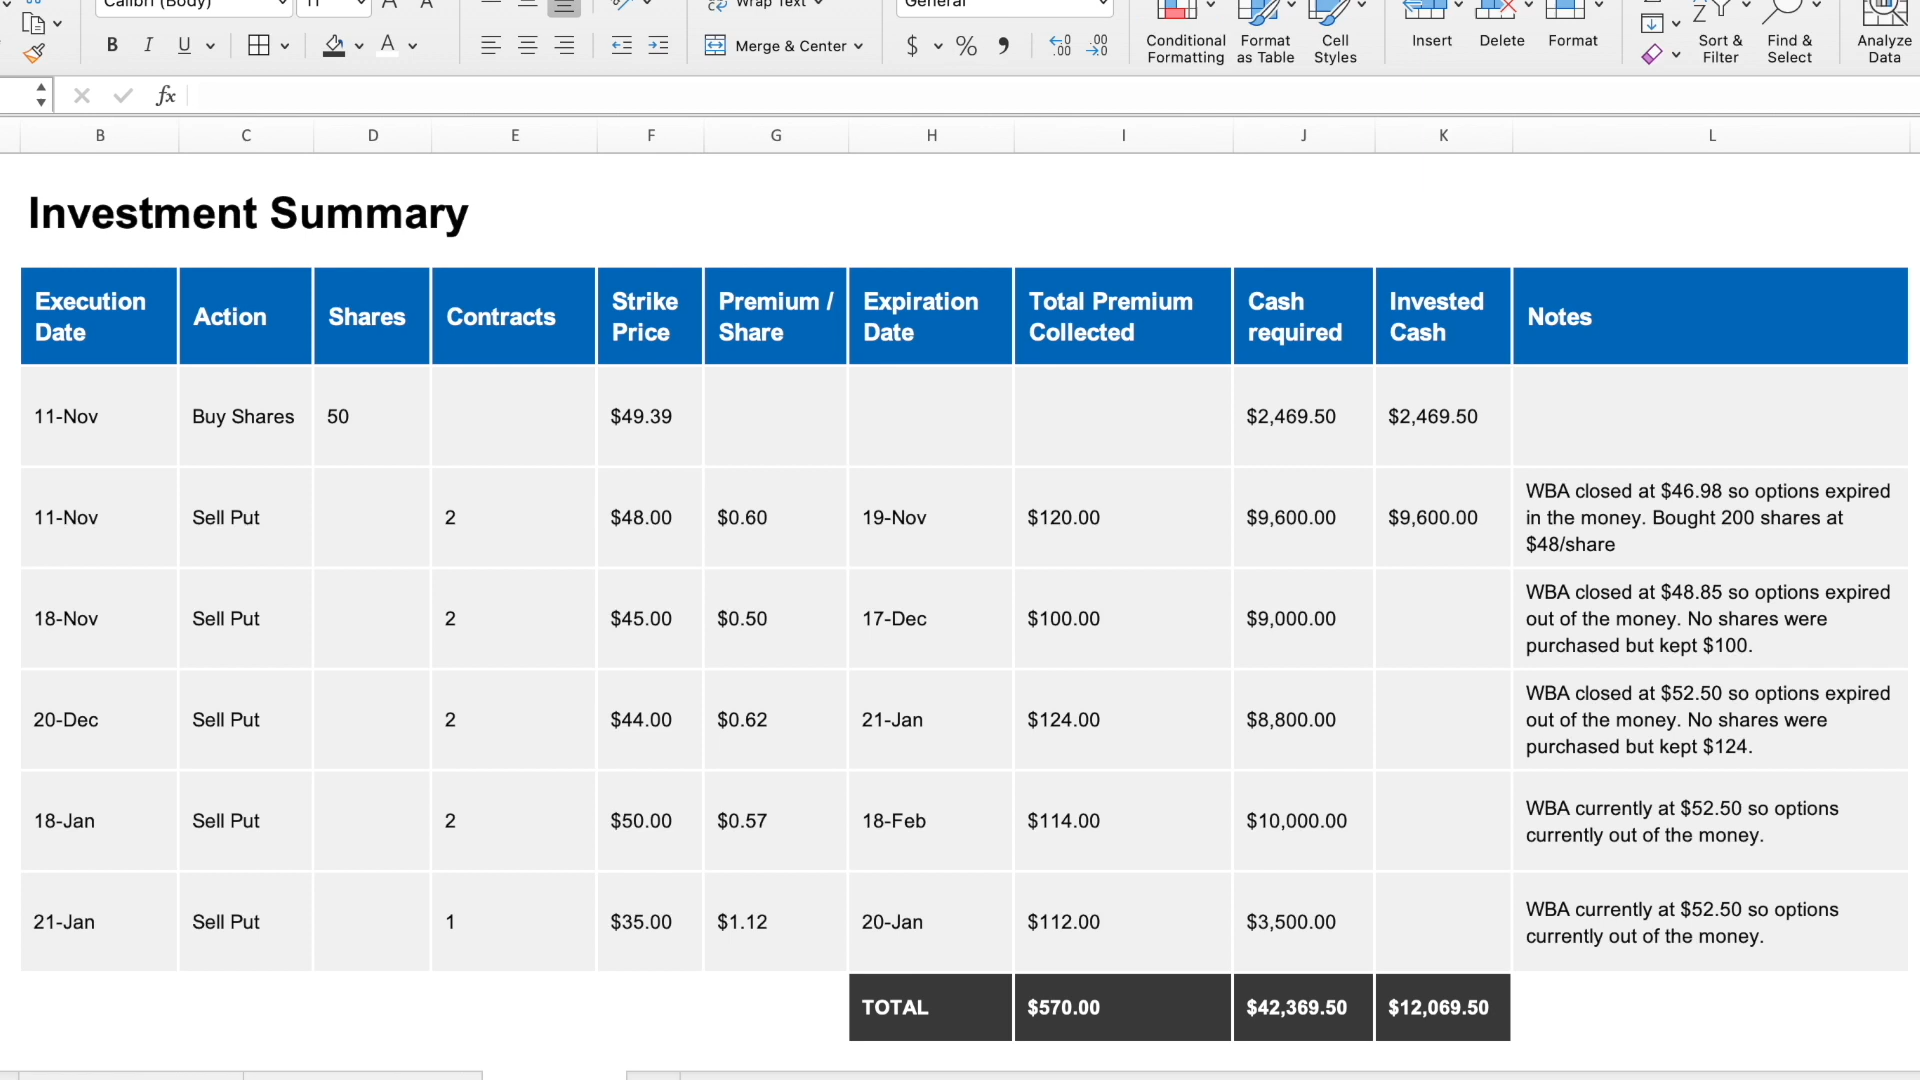 Calibri (Body) 11 A A Wrap Text General
B I U A Merge & Center $ % Conditional Formatting Format as Table Cell Styles Insert Delete Format Sort & Filter Find & Select Analyze Data
fx
B C D E F G H I J K L
Investment Summary
Execution Date Action Shares Contracts Strike Price Premium / Share Expiration Date Total Premium Collected Cash required Invested Cash Notes
11-Nov Buy Shares 50 $49.39 $2,469.50 $2,469.50
11-Nov Sell Put 2 $48.00 $0.60 19-Nov $120.00 $9,600.00 $9,600.00 WBA closed at $46.98 so options expired in the money. Bought 200 shares at $48/share
18-Nov Sell Put 2 $45.00 $0.50 17-Dec $100.00 $9,000.00 WBA closed at $48.85 so options expired out of the money. No shares were purchased but kept $100.
20-Dec Sell Put 2 $44.00 $0.62 21-Jan $124.00 $8,800.00 WBA closed at $52.50 so options expired out of the money. No shares were purchased but kept $124.
18-Jan Sell Put 2 $50.00 $0.57 18-Feb $114.00 $10,000.00 WBA currently at $52.50 so options currently out of the money.
21-Jan Sell Put 1 $35.00 $1.12 20-Jan $112.00 $3,500.00 WBA currently at $52.50 so options currently out of the money.
TOTAL $570.00 $42,369.50 $12,069.50